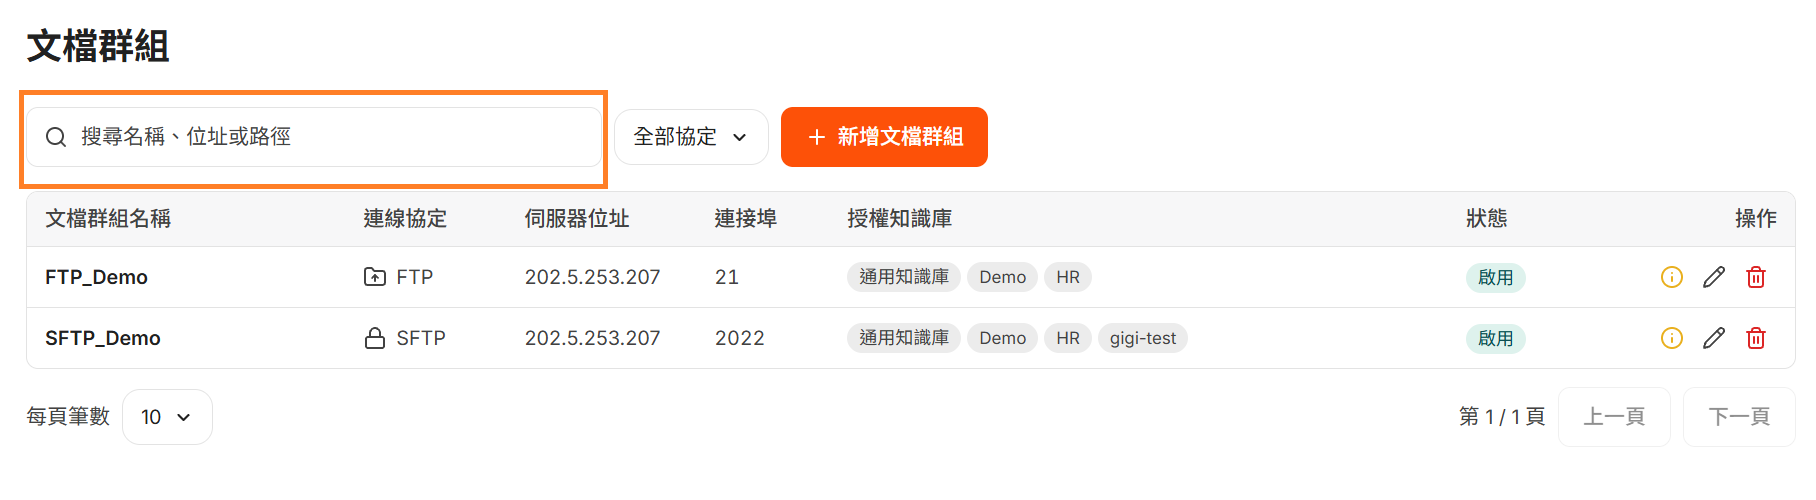 文檔群組
搜尋名稱、位址或路徑 全部協定 + 新增文檔群組
文檔群組名稱 連線協定 伺服器位址 連接埠 授權知識庫 狀態 操作
FTP_Demo FTP 202.5.253.207 21 通用知識庫 Demo HR 啟用
SFTP_Demo SFTP 202.5.253.207 2022 通用知識庫 Demo HR gigi-test 啟用
每頁筆數 10 第 1 / 1 頁 上一頁 下一頁